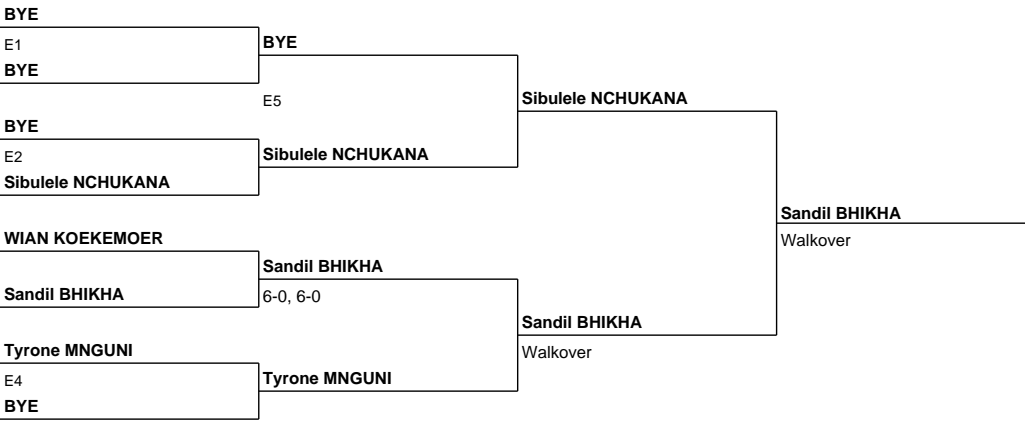 BYE
E1
BYE
BYE
E5
Sibulele NCHUKANA
BYE
E2
Sibulele NCHUKANA
Sibulele NCHUKANA
Sandil BHIKHA
Walkover
WIAN KOEKEMOER
Sandil BHIKHA
Sandil BHIKHA
6-0, 6-0
Sandil BHIKHA
Walkover
Tyrone MNGUNI
E4
Tyrone MNGUNI
BYE